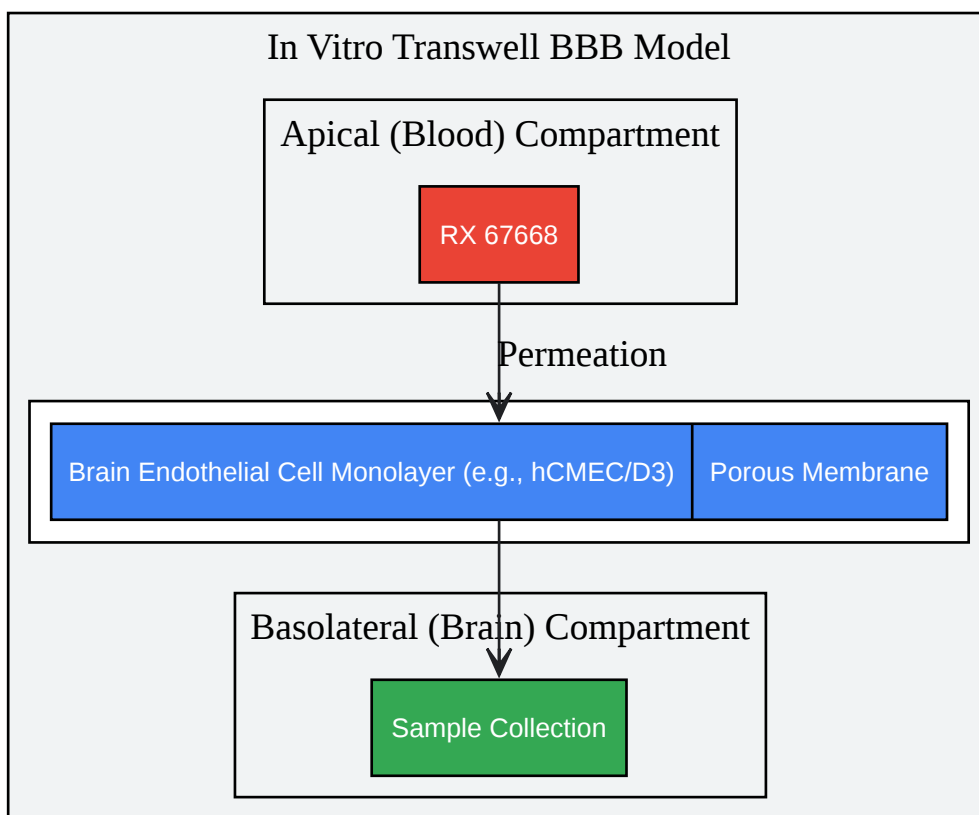 In Vitro Transwell BBB Model
Apical (Blood) Compartment
RX 67668
Permeation
Brain Endothelial Cell Monolayer (e.g., hCMEC/D3)
Porous Membrane
Basolateral (Brain) Compartment
Sample Collection